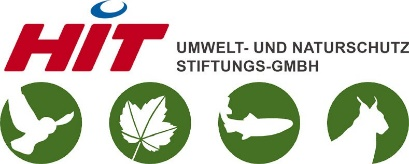 HIT
UMWELT- UND NATURSCHUTZ
STIFTUNGS-GMBH